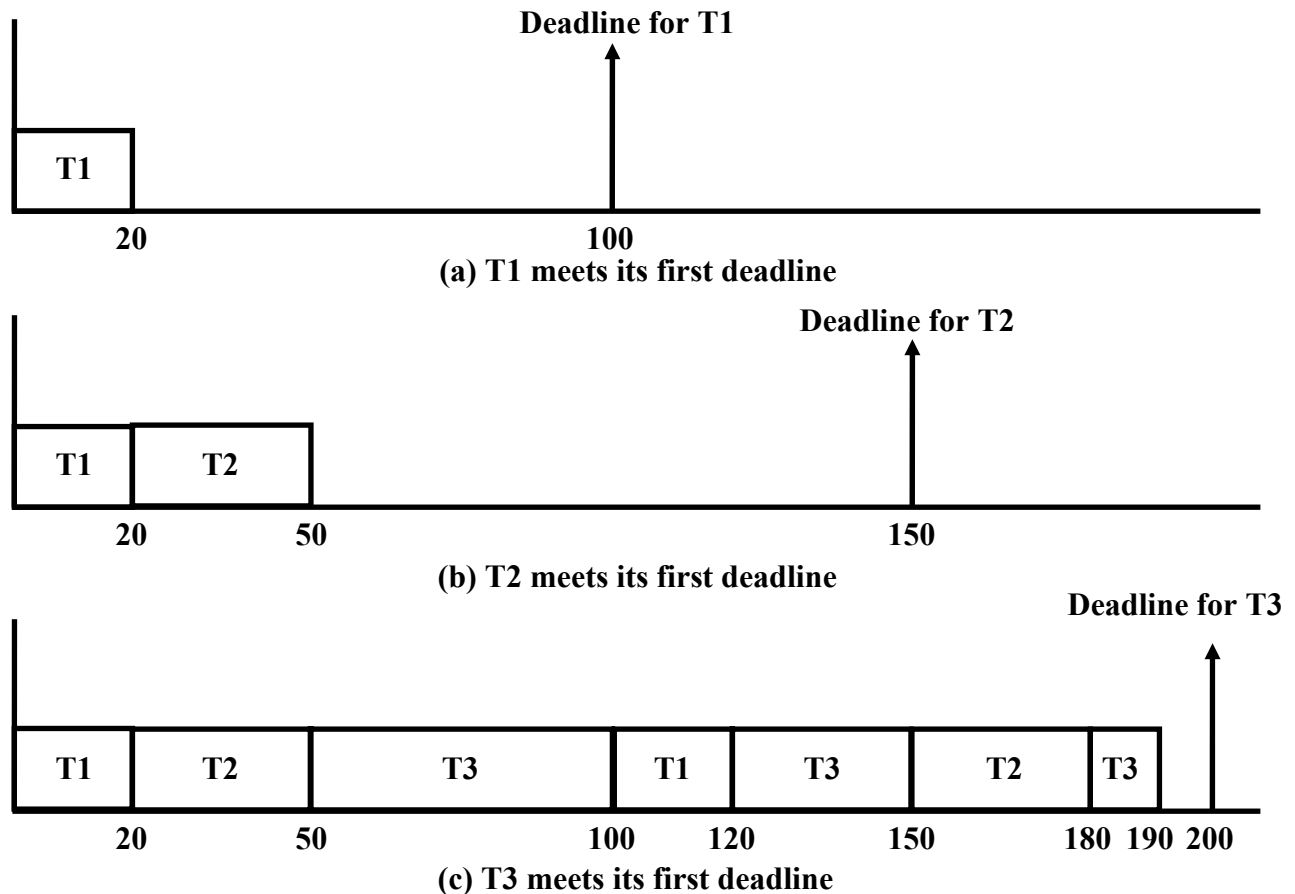 Deadline for T1
T1
20 100
(a) T1 meets its first deadline
Deadline for T2
T1 T2
20 50 150
(b) T2 meets its first deadline
Deadline for T3
T1 T2 T3 T1 T3 T2 T3
20 50 100 120 150 180 190 200
(c) T3 meets its first deadline